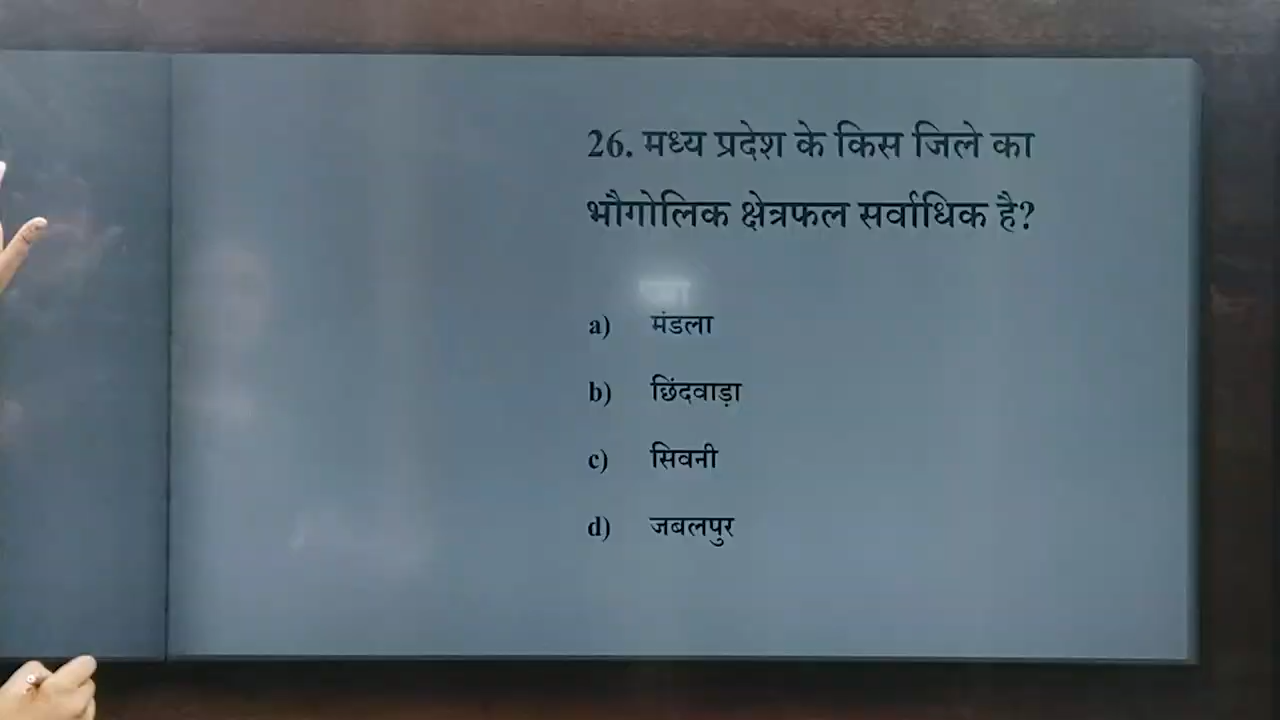 26. मध्य प्रदेश के किस जिले का
भौगोलिक क्षेत्रफल सर्वाधिक है?
a) मंडला
b) छिंदवाड़ा
c) सिवनी
d) जबलपुर